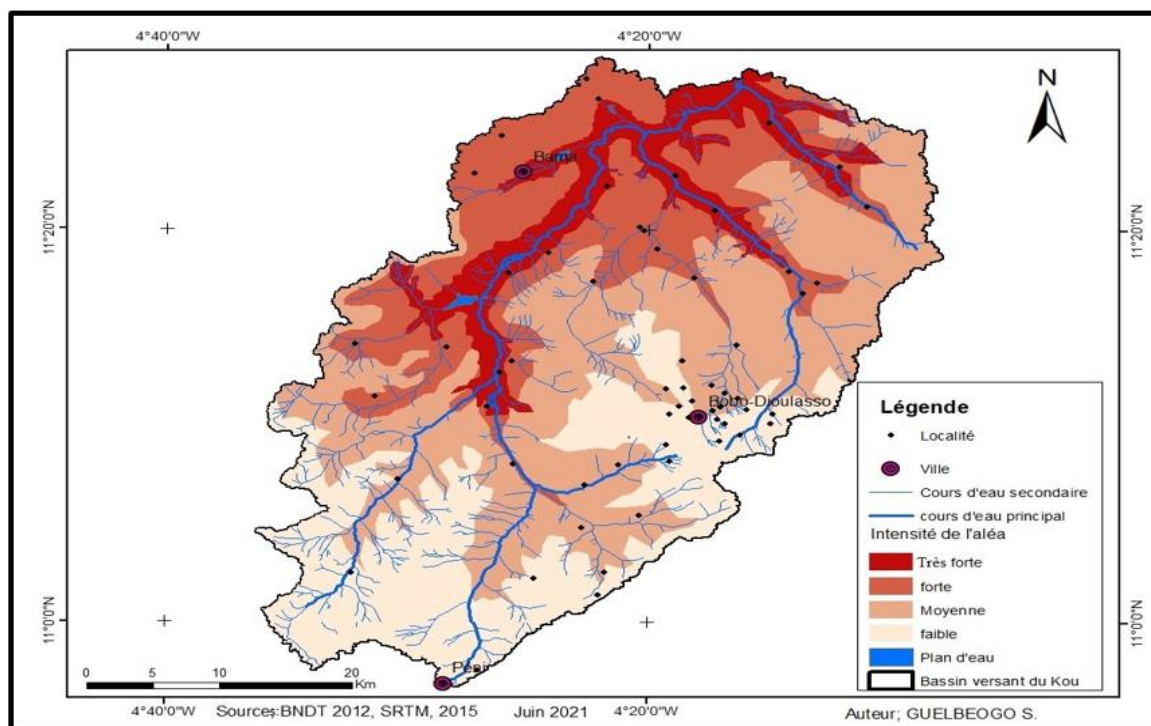 4°40'0"W
4°20'0"W
N
Bama
11°20'0"N
11°20'0"N
Bobo-Dioulasso
Légende
Localité
Ville
Cours d'eau secondaire
cours d'eau principal
Intensité de l'aléa
Très forte
forte
Moyenne
faible
Plan d'eau
Bassin versant du Kou
11°0'0"N
11°0'0"N
Péni
0 5 10 20
Km
4°40'0"W
4°20'0"W
Sources:BNDT 2012, SRTM, 2015 Juin 2021 Auteur; GUELBEOGO S.